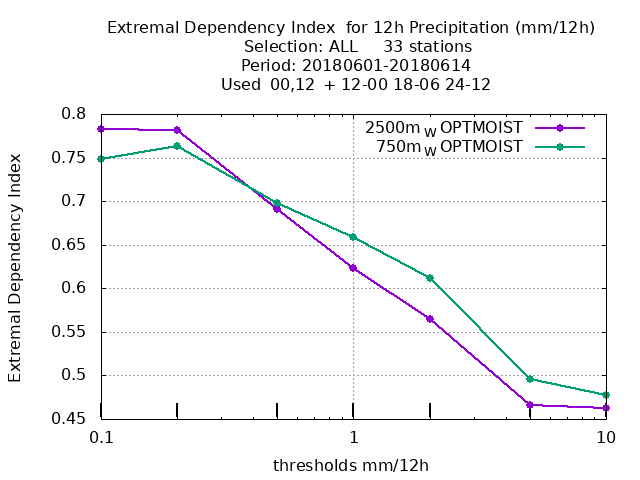 Extremal Dependency Index  for 12h Precipitation (mm/12h)
Selection: ALL     33 stations
Period: 20180601-20180614
Used  00,12  + 12-00 18-06 24-12
2500m W OPTMOIST
750m W OPTMOIST
Extremal Dependency Index
0.8
0.75
0.7
0.65
0.6
0.55
0.5
0.45
0.1 1 10
thresholds mm/12h